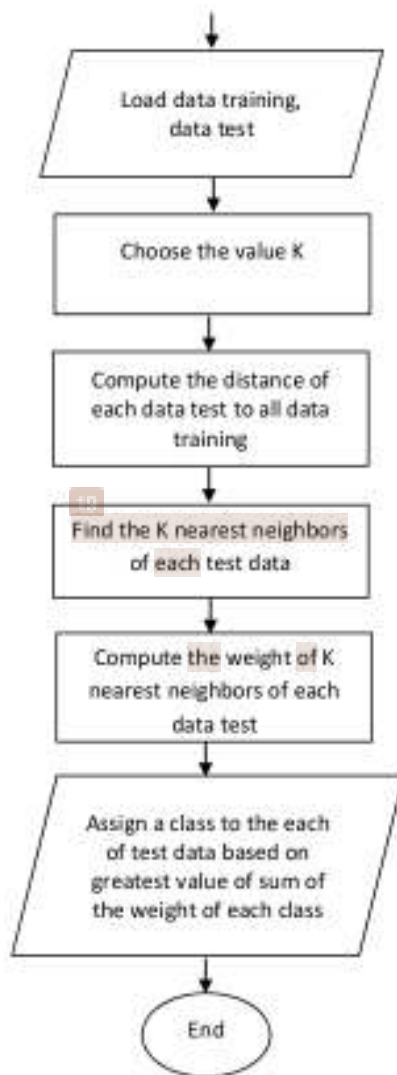 Load data training,
data test
Choose the value K
Compute the distance of
each data test to all data
training
19
Find the K nearest neighbors
of each test data
Compute the weight of K
nearest neighbors of each
data test
Assign a class to the each
of test data based on
greatest value of sum of
the weight of each class
End